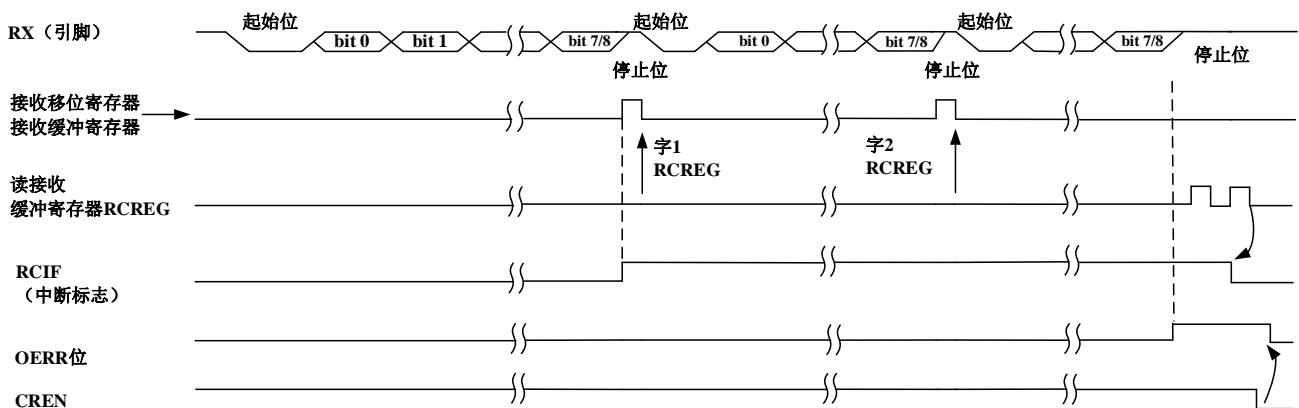 RX（引脚） 起始位 bit 0 bit 1 bit 7/8 起始位 bit 0 bit 7/8 起始位 bit 7/8
停止位 停止位 停止位
接收移位寄存器
接收缓冲寄存器
字1
RCREG
字2
RCREG
读接收
缓冲寄存器RCREG
RCIF
（中断标志）
OERR位
CREN